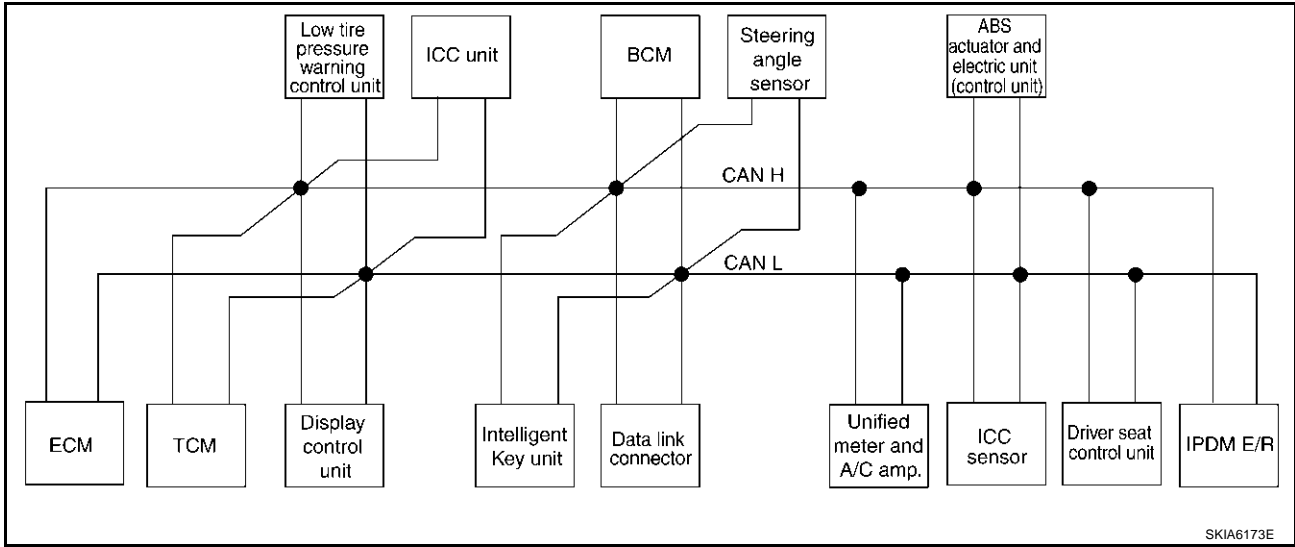 Low tire
pressure
warning
control unit
ICC unit
BCM
Steering
angle
sensor
ABS
actuator and
electric unit
(control unit)
CAN H
CAN L
ECM
TCM
Display
control
unit
Intelligent
Key unit
Data link
connector
Unified
meter and
A/C amp.
ICC
sensor
Driver seat
control unit
IPDM E/R
SKIA6173E